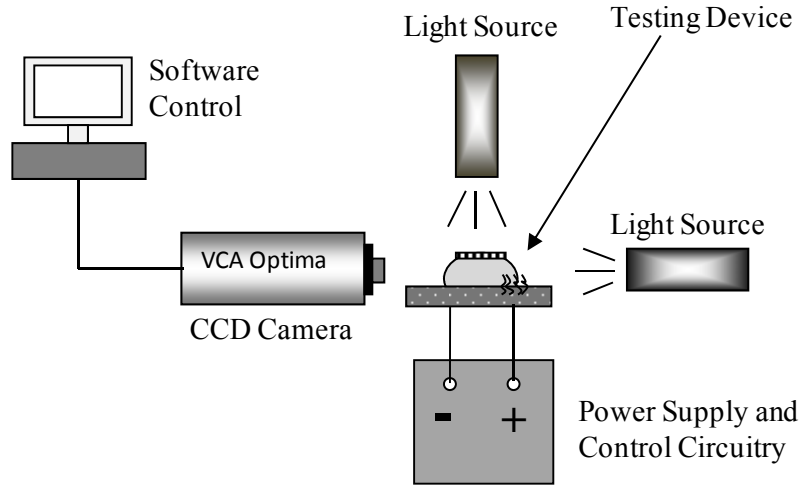 Light Source
Testing Device
Software
Control
Light Source
VCA Optima
CCD Camera
- +
Power Supply and
Control Circuitry